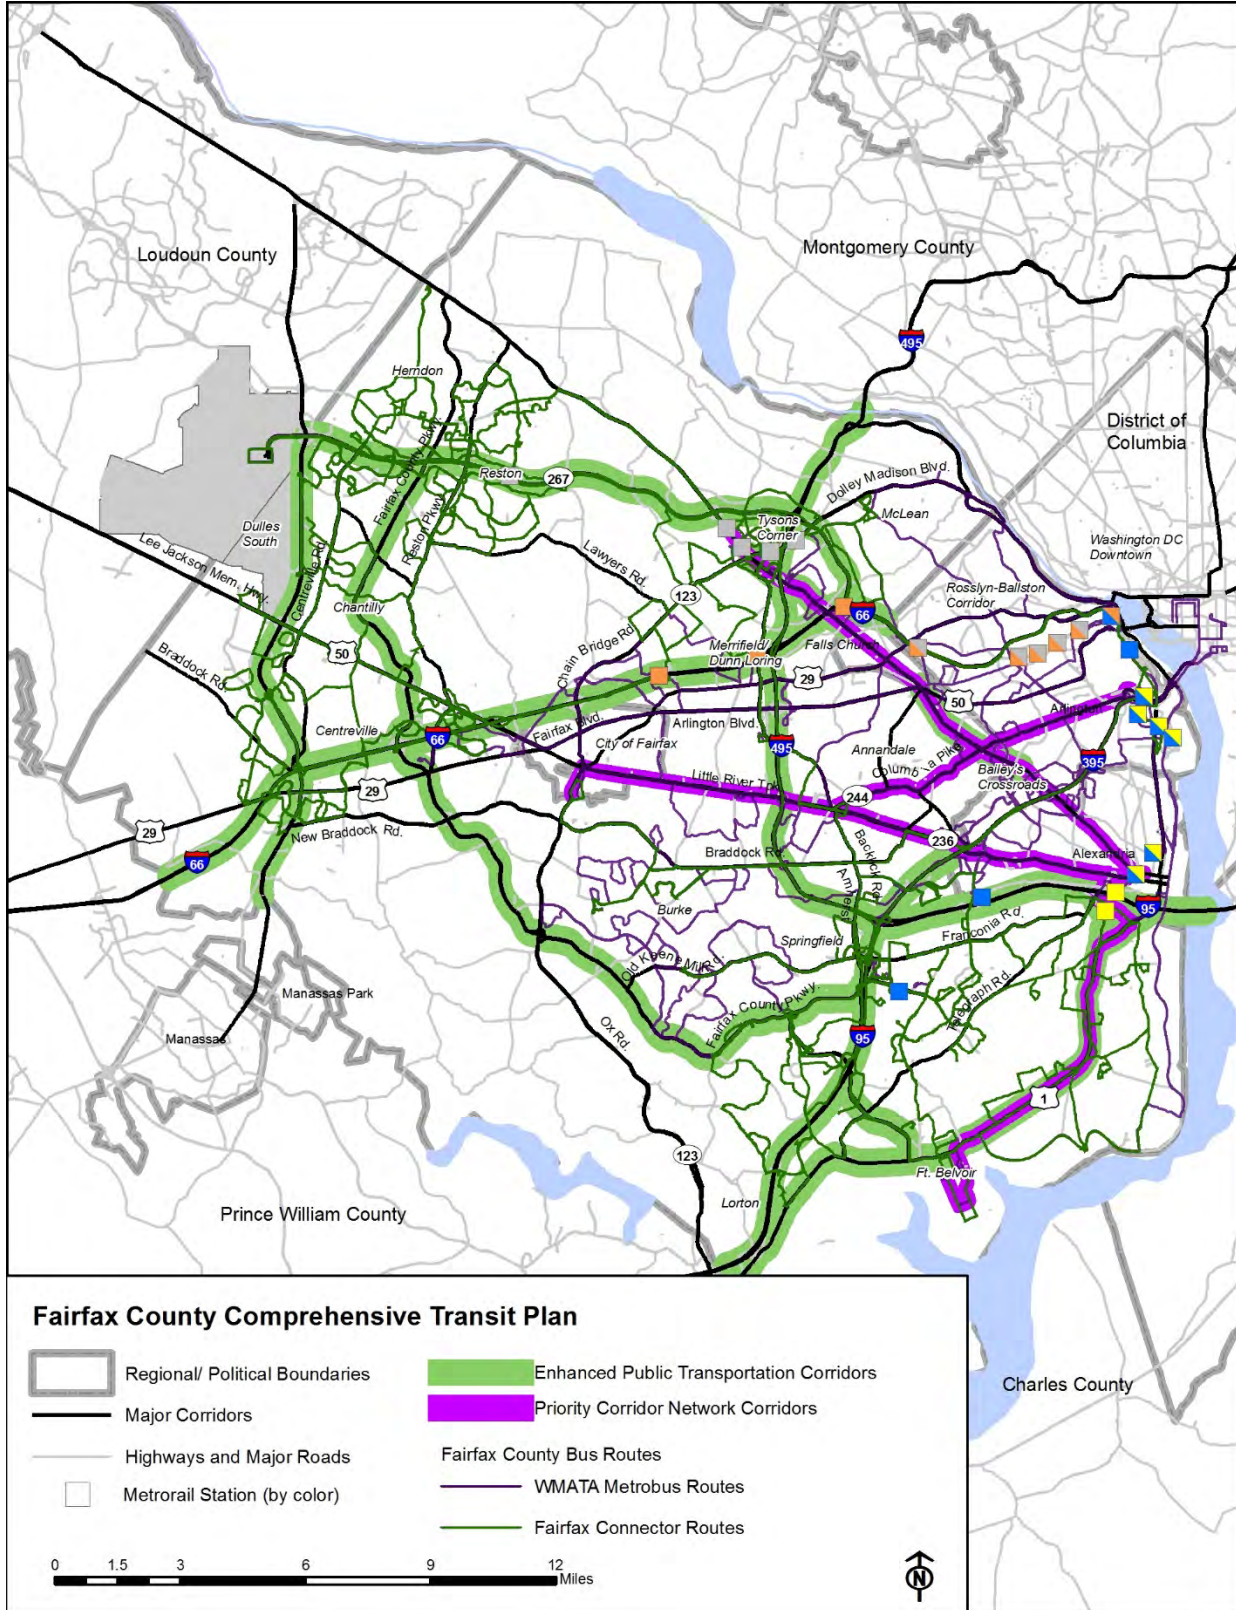 Loudoun County
Montgomery County
495
Herndon
District of
Columbia
Fairfax County Pkwy.
Reston
267
Dolley Madison Blvd.
Reston Pkwy.
McLean
Tysons
Corner
Dulles
South
Lee Jackson Mem. Hwy.
Centreville Rd.
Lawyers Rd.
Washington DC
Downtown
123
Rosslyn-Ballston
Corridor
Chantilly
66
Chain Bridge Rd.
Merrifield/
Dunn Loring
Falls Church
50
29
50
Braddock Rd.
Arlington
Centreville
66
Fairfax Blvd.
Arlington Blvd.
City of Fairfax
495
Annandale
395
Little River Tpk.
Bailey's
Crossroads
29
244
29
New Braddock Rd.
236
66
Braddock Rd.
Backlick Rd.
Alexandria
Amherst
Burke
95
Springfield
Franconia Rd.
Old Keene Mill Rd.
Manassas Park
Fairfax County Pkwy.
Telegraph Rd.
Manassas
Ox Rd.
95
1
123
Ft. Belvoir
Lorton
Prince William County
Charles County
Fairfax County Comprehensive Transit Plan
Regional/ Political Boundaries
Enhanced Public Transportation Corridors
Major Corridors
Priority Corridor Network Corridors
Highways and Major Roads
Fairfax County Bus Routes
Metrorail Station (by color)
WMATA Metrobus Routes
Fairfax Connector Routes
0 1.5 3 6 9 12
Miles
N